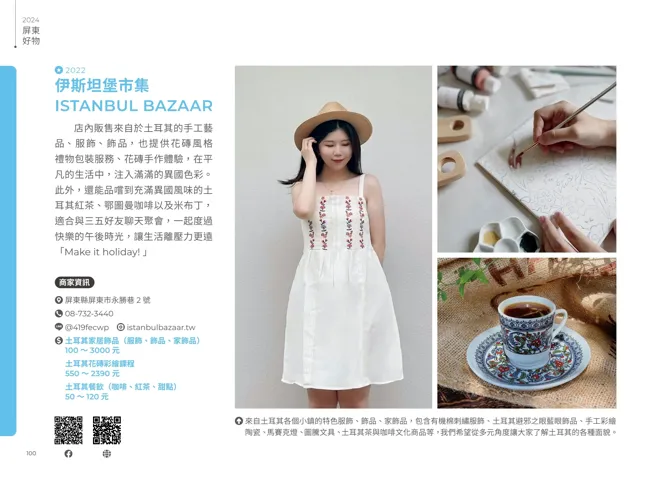 2024
屏東
好物
2022
伊斯坦堡市集
ISTANBUL BAZAAR
店內販售來自於土耳其的手工藝
品、服飾、飾品，也提供花磚風格
禮物包裝服務、花磚手作體驗，在平
凡的生活中，注入滿滿的異國色彩。
此外，還能品嚐到充滿異國風味的土
耳其紅茶、鄂圖曼咖啡以及米布丁，
適合與三五好友聊天聚會，一起度過
快樂的午後時光，讓生活離壓力更遠
「Make it holiday! 」
商家資訊
屏東縣屏東市永勝巷 2 號
08-732-3440
@419fecwp istanbulbazaar.tw
土耳其家居飾品（服飾、飾品、家飾品）
100 ～ 3000 元
土耳其花磚彩繪課程
550 ～ 2390 元
土耳其餐飲（咖啡、紅茶、甜點）
50 ～ 120 元
來自土耳其各個小鎮的特色服飾、飾品、家飾品，包含有機棉刺繡服飾、土耳其避邪之眼藍眼飾品、手工彩繪
陶瓷、馬賽克燈、圖騰文具、土耳其茶與咖啡文化商品等，我們希望從多元角度讓大家了解土耳其的各種面貌。
100